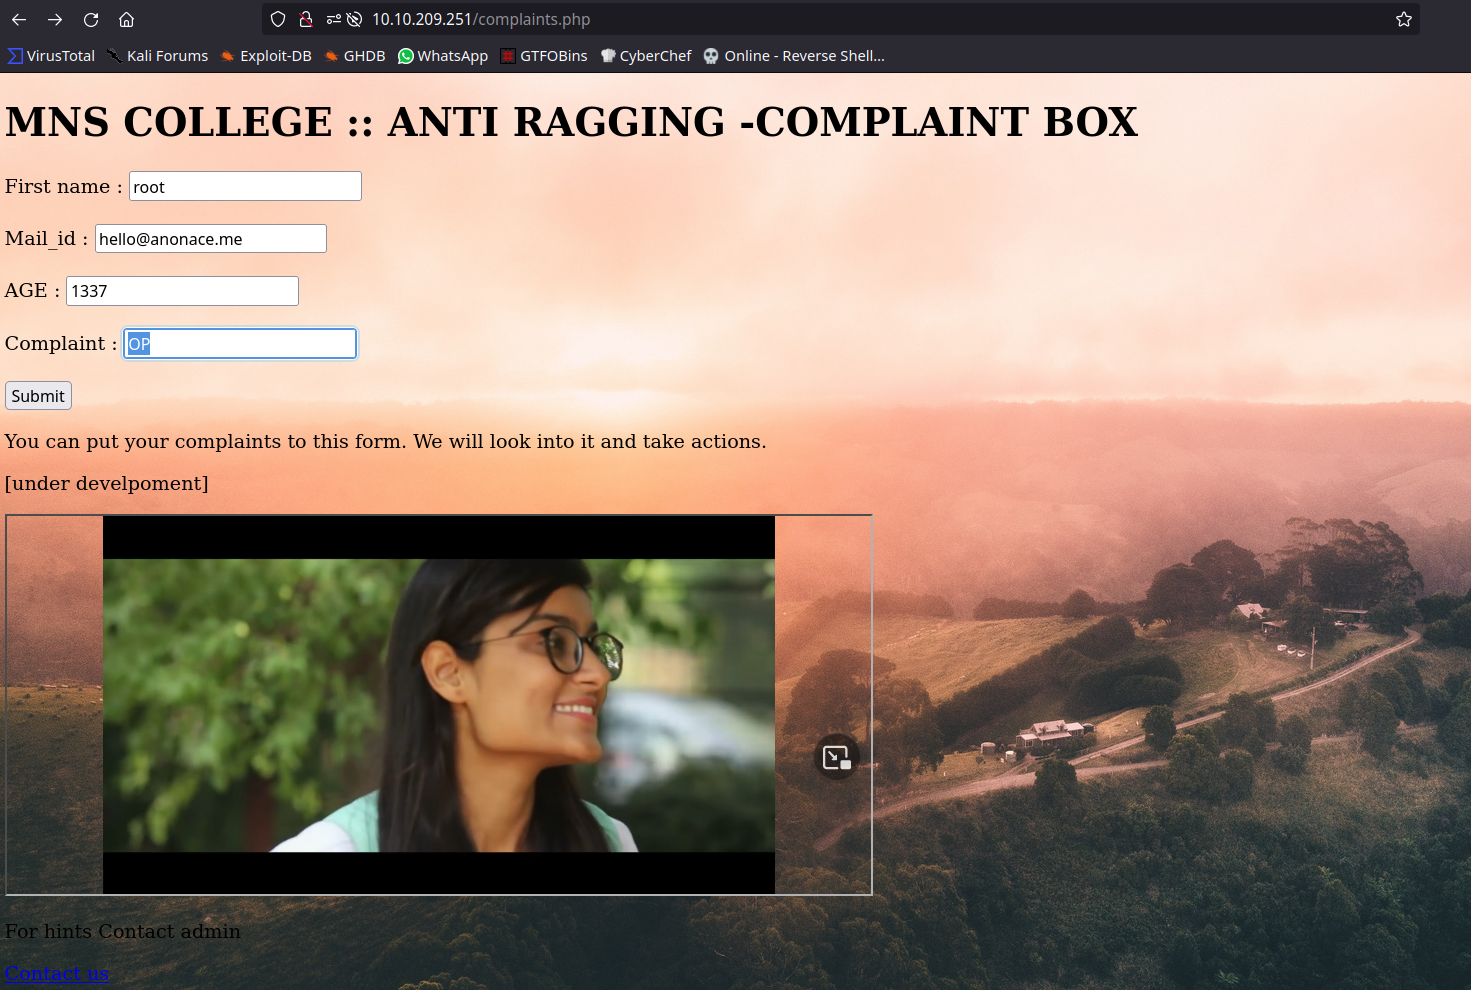 10.10.209.251/complaints.php
VirusTotal Kali Forums Exploit-DB GHDB WhatsApp GTFOBins CyberChef Online - Reverse Shell...
MNS COLLEGE :: ANTI RAGGING -COMPLAINT BOX
First name : root
Mail_id : hello@anonace.me
AGE : 1337
Complaint : OP
Submit
You can put your complaints to this form. We will look into it and take actions.
[under develpoment]
For hints Contact admin
Contact us